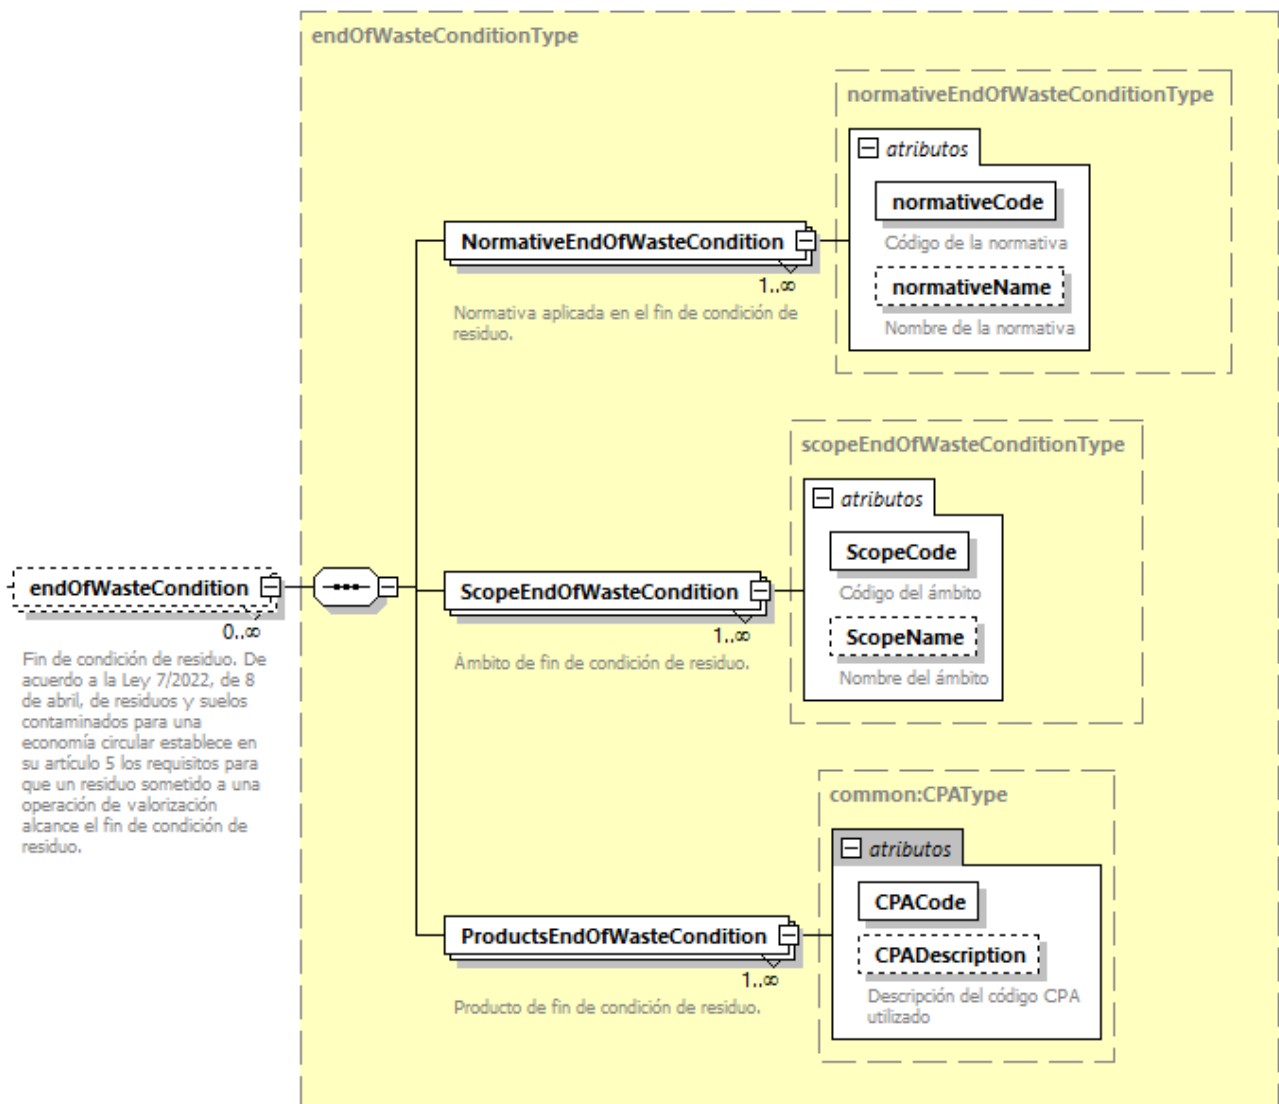 endOfWasteConditionType
normativeEndOfWasteConditionType
atributos
normativeCode
Código de la normativa
normativeName
Nombre de la normativa
NormativeEndOfWasteCondition
1..∞
Normativa aplicada en el fin de condición de
residuo.
scopeEndOfWasteConditionType
atributos
ScopeCode
Código del ámbito
ScopeName
Nombre del ámbito
ScopeEndOfWasteCondition
1..∞
Ámbito de fin de condición de residuo.
endOfWasteCondition
0..∞
Fin de condición de residuo. De
acuerdo a la Ley 7/2022, de 8
de abril, de residuos y suelos
contaminados para una
economía circular establece en
su artículo 5 los requisitos para
que un residuo sometido a una
operación de valorización
alcance el fin de condición de
residuo.
common:CPAType
atributos
CPACode
CPADescription
Descripción del código CPA
utilizado
ProductsEndOfWasteCondition
1..∞
Producto de fin de condición de residuo.